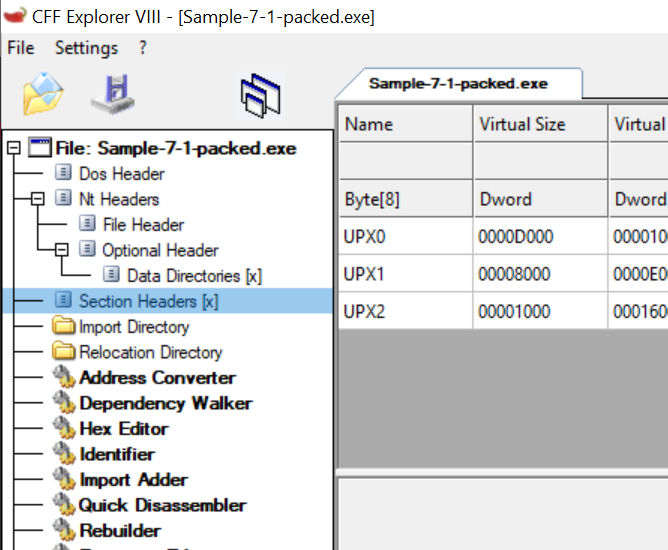 CFF Explorer VIII - [Sample-7-1-packed.exe]
File Settings ?
Sample-7-1-packed.exe
File: Sample-7-1-packed.exe
Dos Header
Nt Headers
File Header
Optional Header
Data Directories [x]
Section Headers [x]
Import Directory
Relocation Directory
Address Converter
Dependency Walker
Hex Editor
Identifier
Import Adder
Quick Disassembler
Rebuilder
Name Virtual Size Virtual
Byte[8] Dword Dword
UPX0 0000D000 000010
UPX1 00008000 0000E0
UPX2 00001000 000160